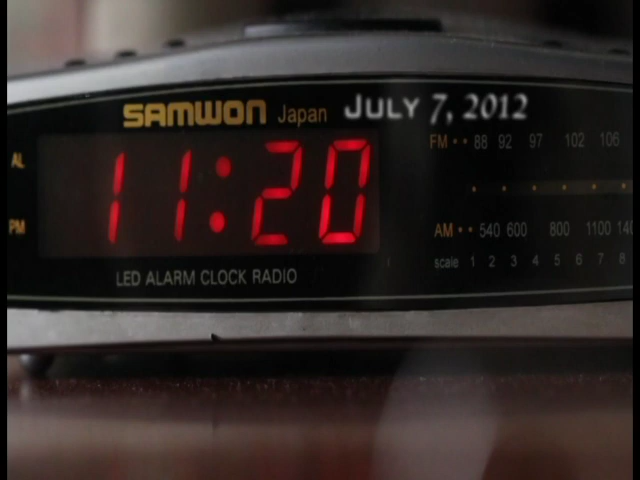 SAMWON Japan JULY 7, 2012
AL
PM
11:20
FM 88 92 97 102 106
AM 540 600 800 1100
scale 1 2 3 4 5 6 7 8
LED ALARM CLOCK RADIO